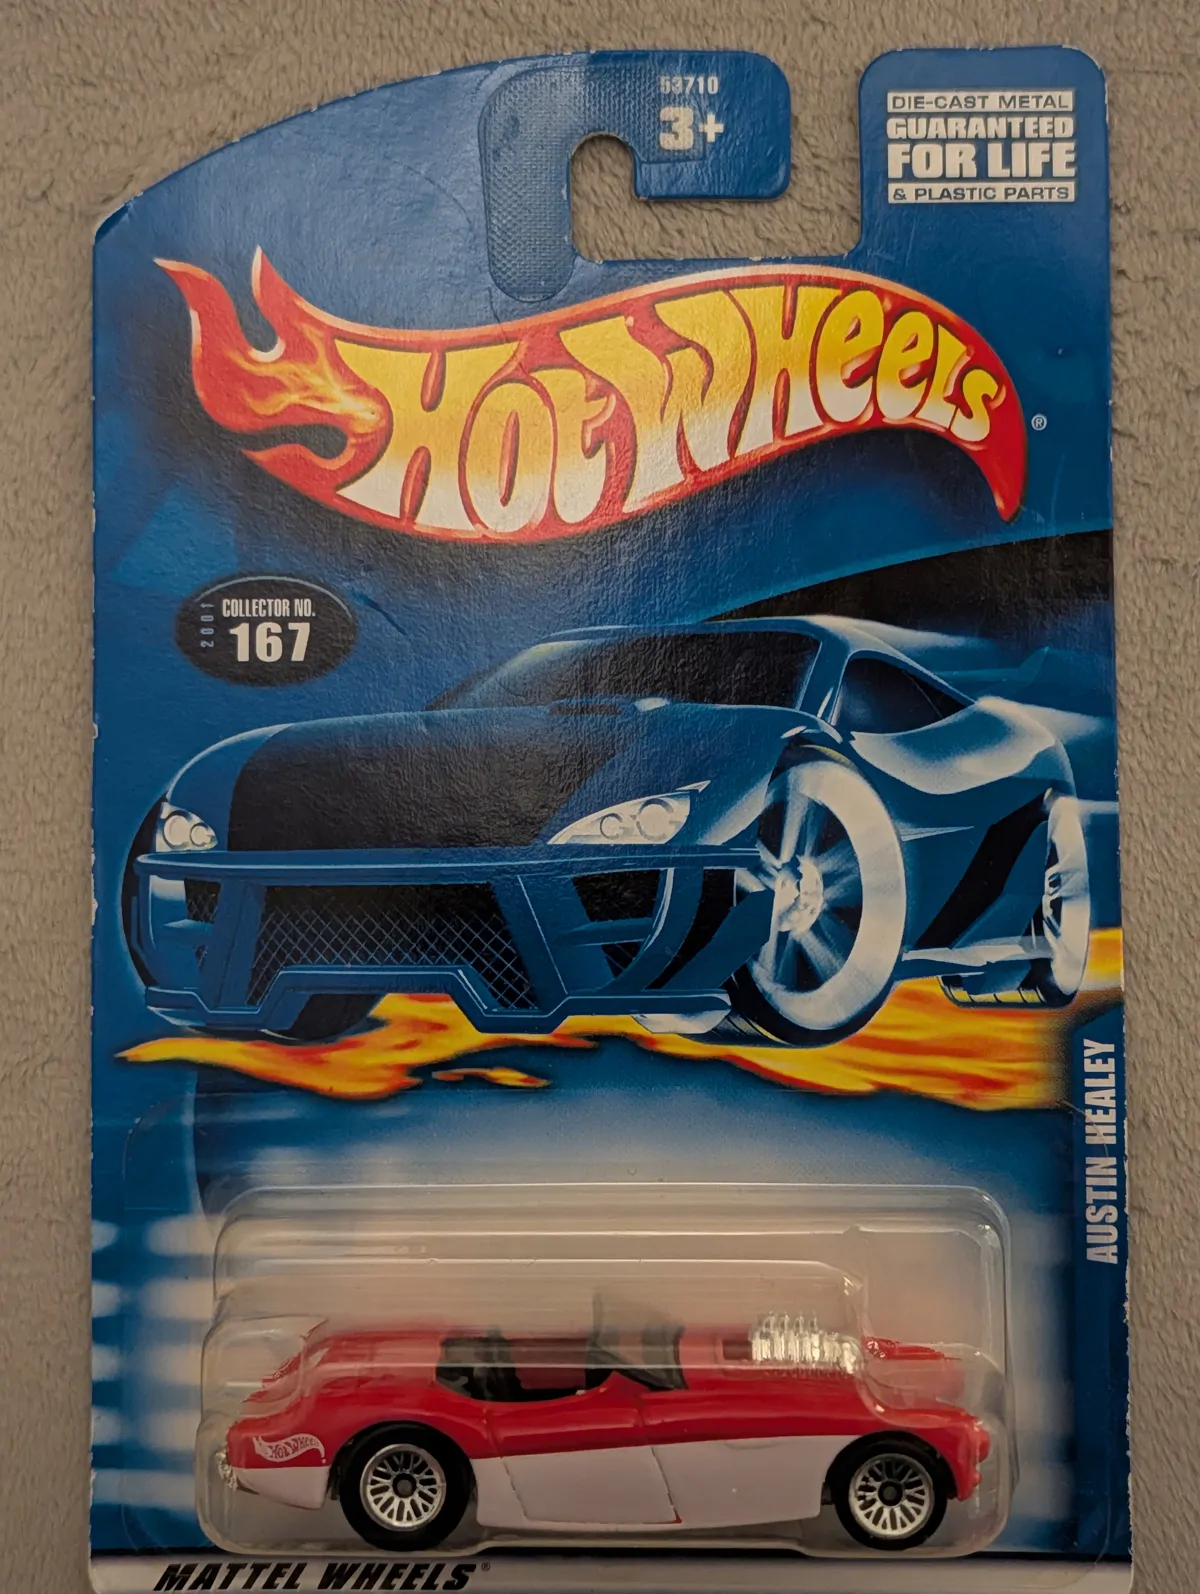 53710
3+
DIE-CAST METAL
GUARANTEED
FOR LIFE
& PLASTIC PARTS
HOT WHEELS®
2001
COLLECTOR NO.
167
AUSTIN HEALEY
HOT WHEELS
MATTEL WHEELS®